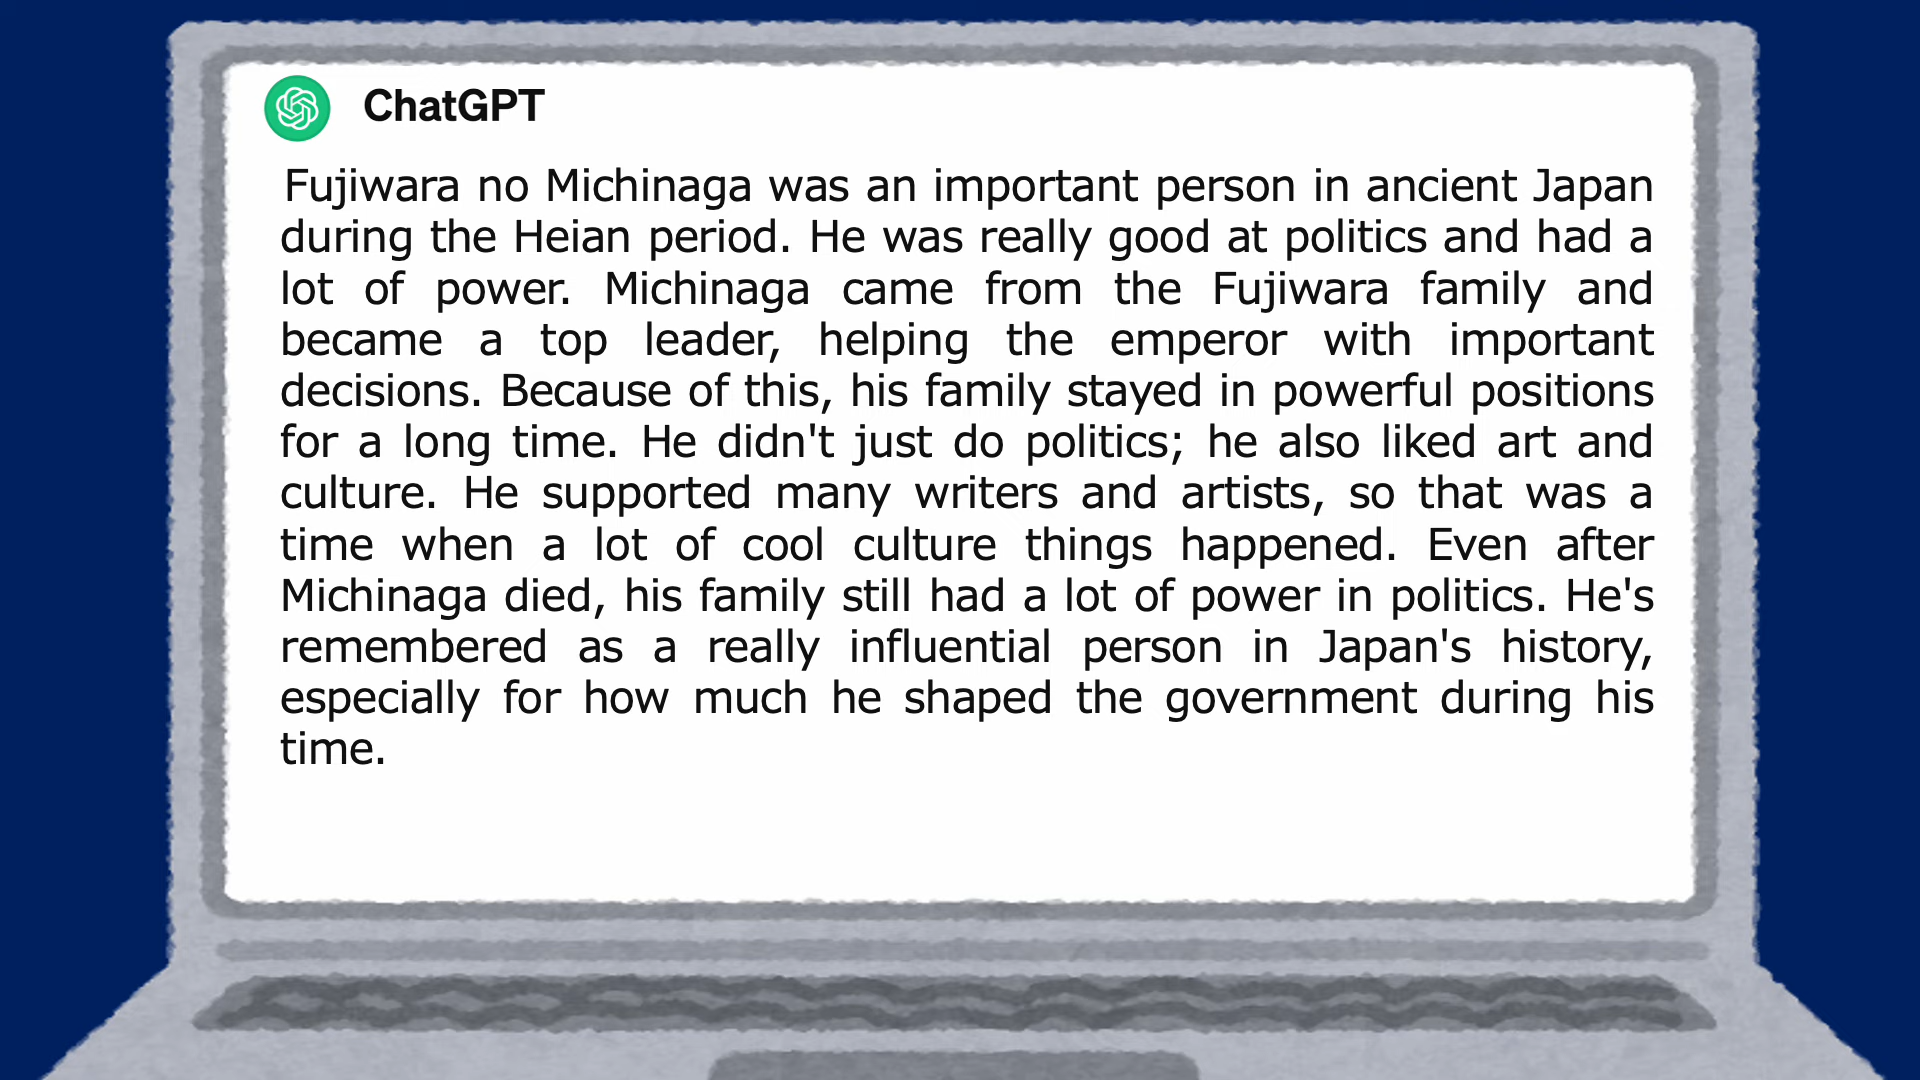 ChatGPT
Fujiwara no Michinaga was an important person in ancient Japan
during the Heian period. He was really good at politics and had a
lot of power. Michinaga came from the Fujiwara family and
became a top leader, helping the emperor with important
decisions. Because of this, his family stayed in powerful positions
for a long time. He didn't just do politics; he also liked art and
culture. He supported many writers and artists, so that was a
time when a lot of cool culture things happened. Even after
Michinaga died, his family still had a lot of power in politics. He's
remembered as a really influential person in Japan's history,
especially for how much he shaped the government during his
time.